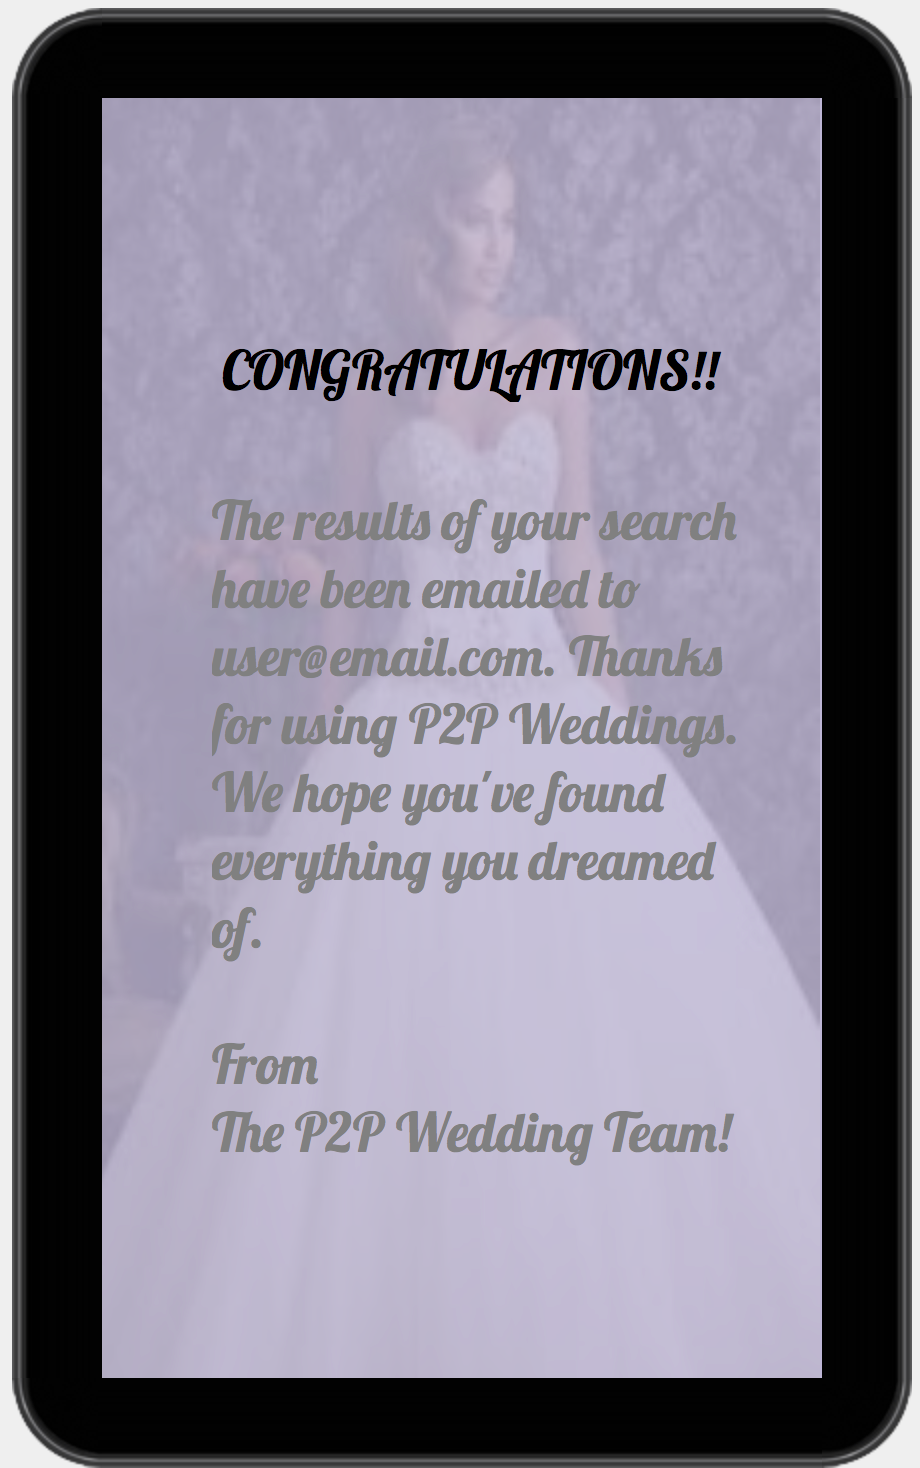 CONGRATULATIONS!!
The results of your search
have been emailed to
user@email.com. Thanks
for using P2P Weddings.
We hope you've found
everything you dreamed
of.
From
The P2P Wedding Team!